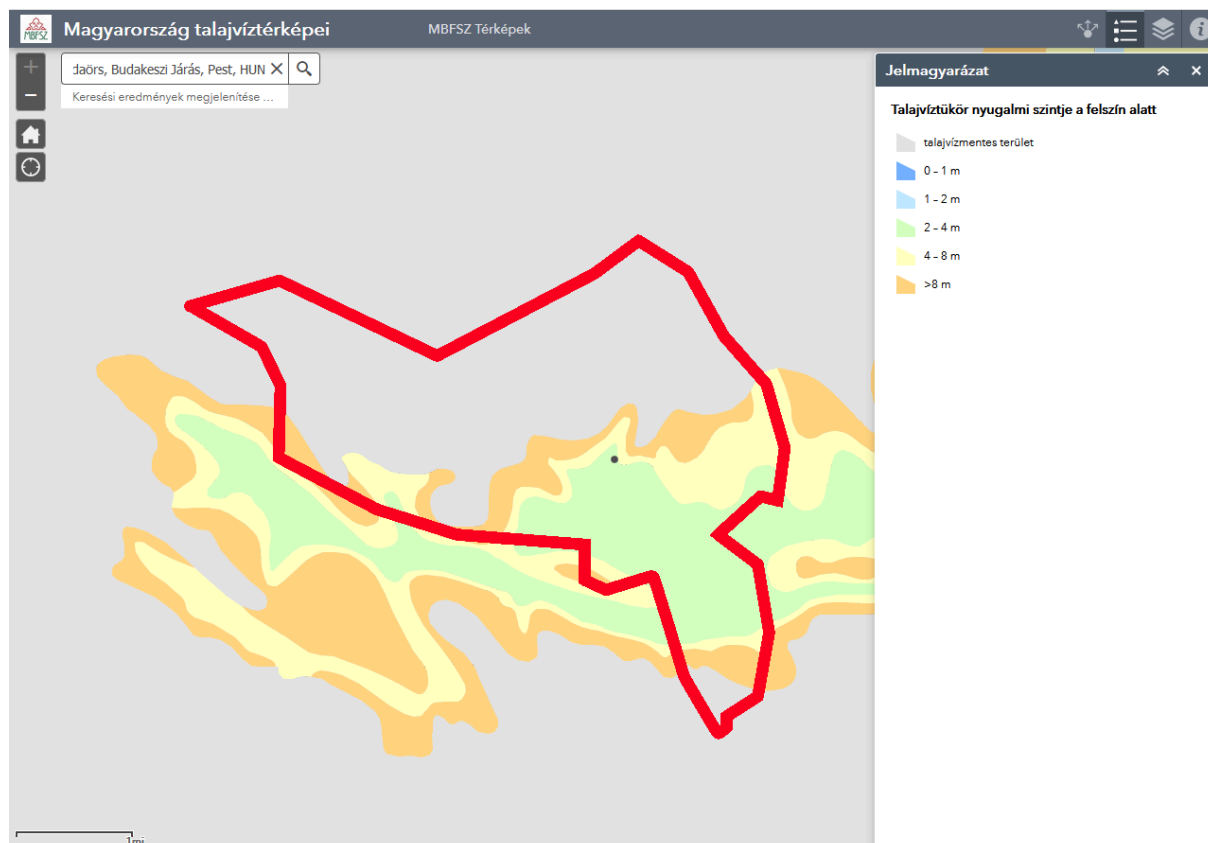 MBFSZ
Magyarország talajvíztérképei
MBFSZ Térképek
daörs, Budakeszi Járás, Pest, HUN
Keresési eredmények megjelenítése ...
Jelmagyarázat
Talajvíztükör nyugalmi szintje a felszín alatt
talajvízmentes terület
0 – 1 m
1 – 2 m
2 – 4 m
4 – 8 m
>8 m
1mi